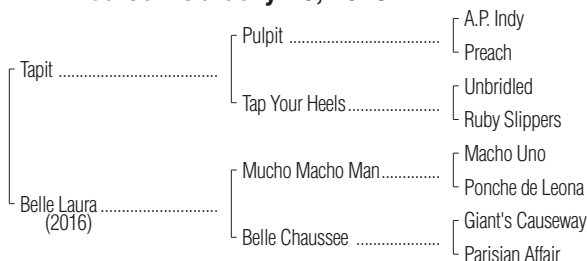 A.P. Indy
Pulpit
Preach
Tapit
Unbridled
Tap Your Heels
Ruby Slippers
Macho Uno
Mucho Macho Man
Ponche de Leona
Belle Laura
(2016)
Giant's Causeway
Belle Chaussee
Parisian Affair